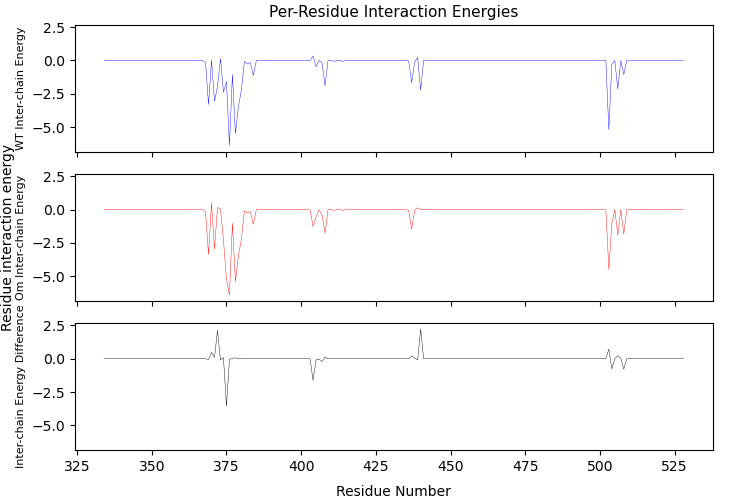 Per-Residue Interaction Energies
2.5
0.0
−2.5
−5.0
WT Inter-chain Energy
2.5
0.0
−2.5
−5.0
Om Inter-chain Energy
Residue interaction energy
2.5
0.0
−2.5
−5.0
Inter-chain Energy Difference
325 350 375 400 425 450 475 500 525
Residue Number